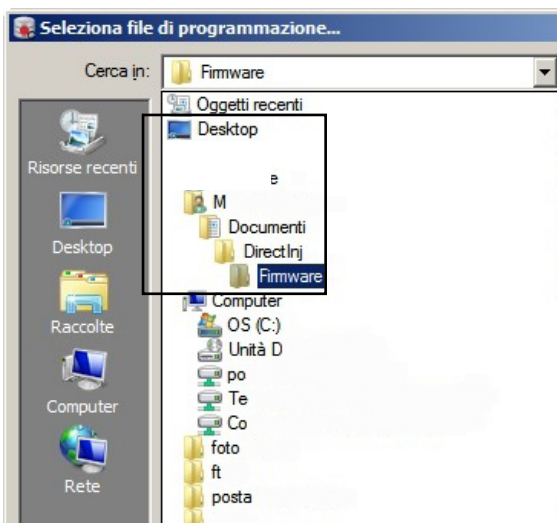 Seleziona file di programmazione...
Cerca in:
Firmware
Oggetti recenti
Desktop
e
M
Documenti
DirectInj
Firmware
Computer
OS (C:)
Unità D
po
Te
Co
foto
ft
posta
Risorse recenti
Desktop
Raccolte
Computer
Rete